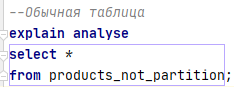 --Обычная таблица
explain analyse
select *
from products_not_partition;